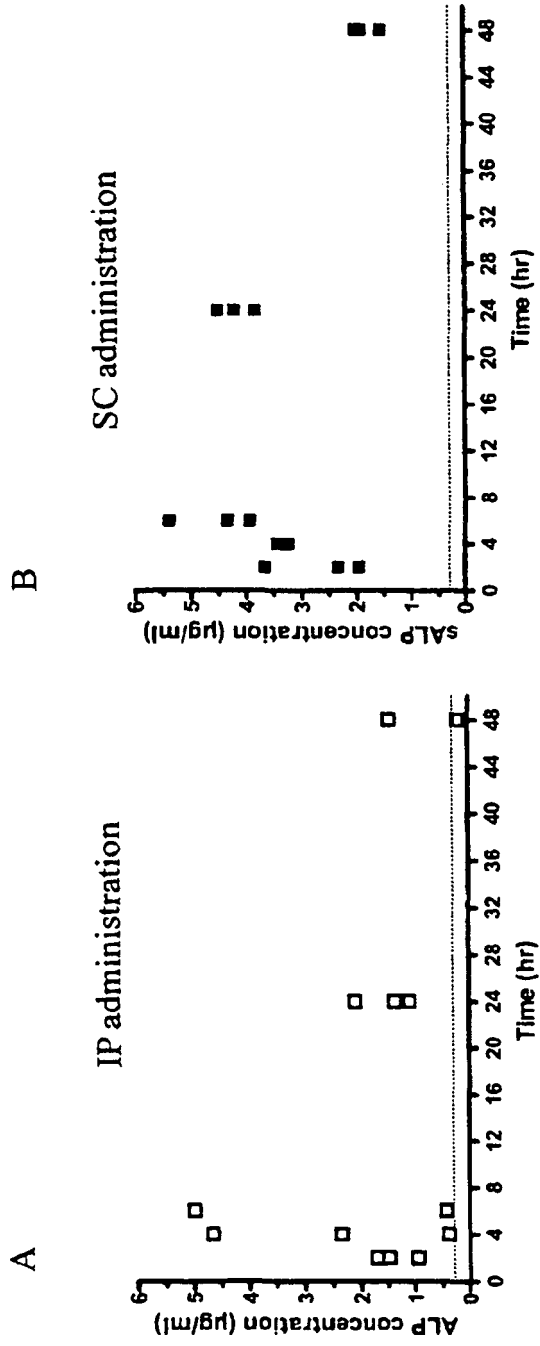 A
IP administration
ALP concentration (µg/ml)
6
5
4
3
2
1
0
0 4 8 12 16 20 24 28 32 36 40 44 48
Time (hr)
B
SC administration
sALP concentration (µg/ml)
6
5
4
3
2
1
0
0 4 8 12 16 20 24 28 32 36 40 44 48
Time (hr)